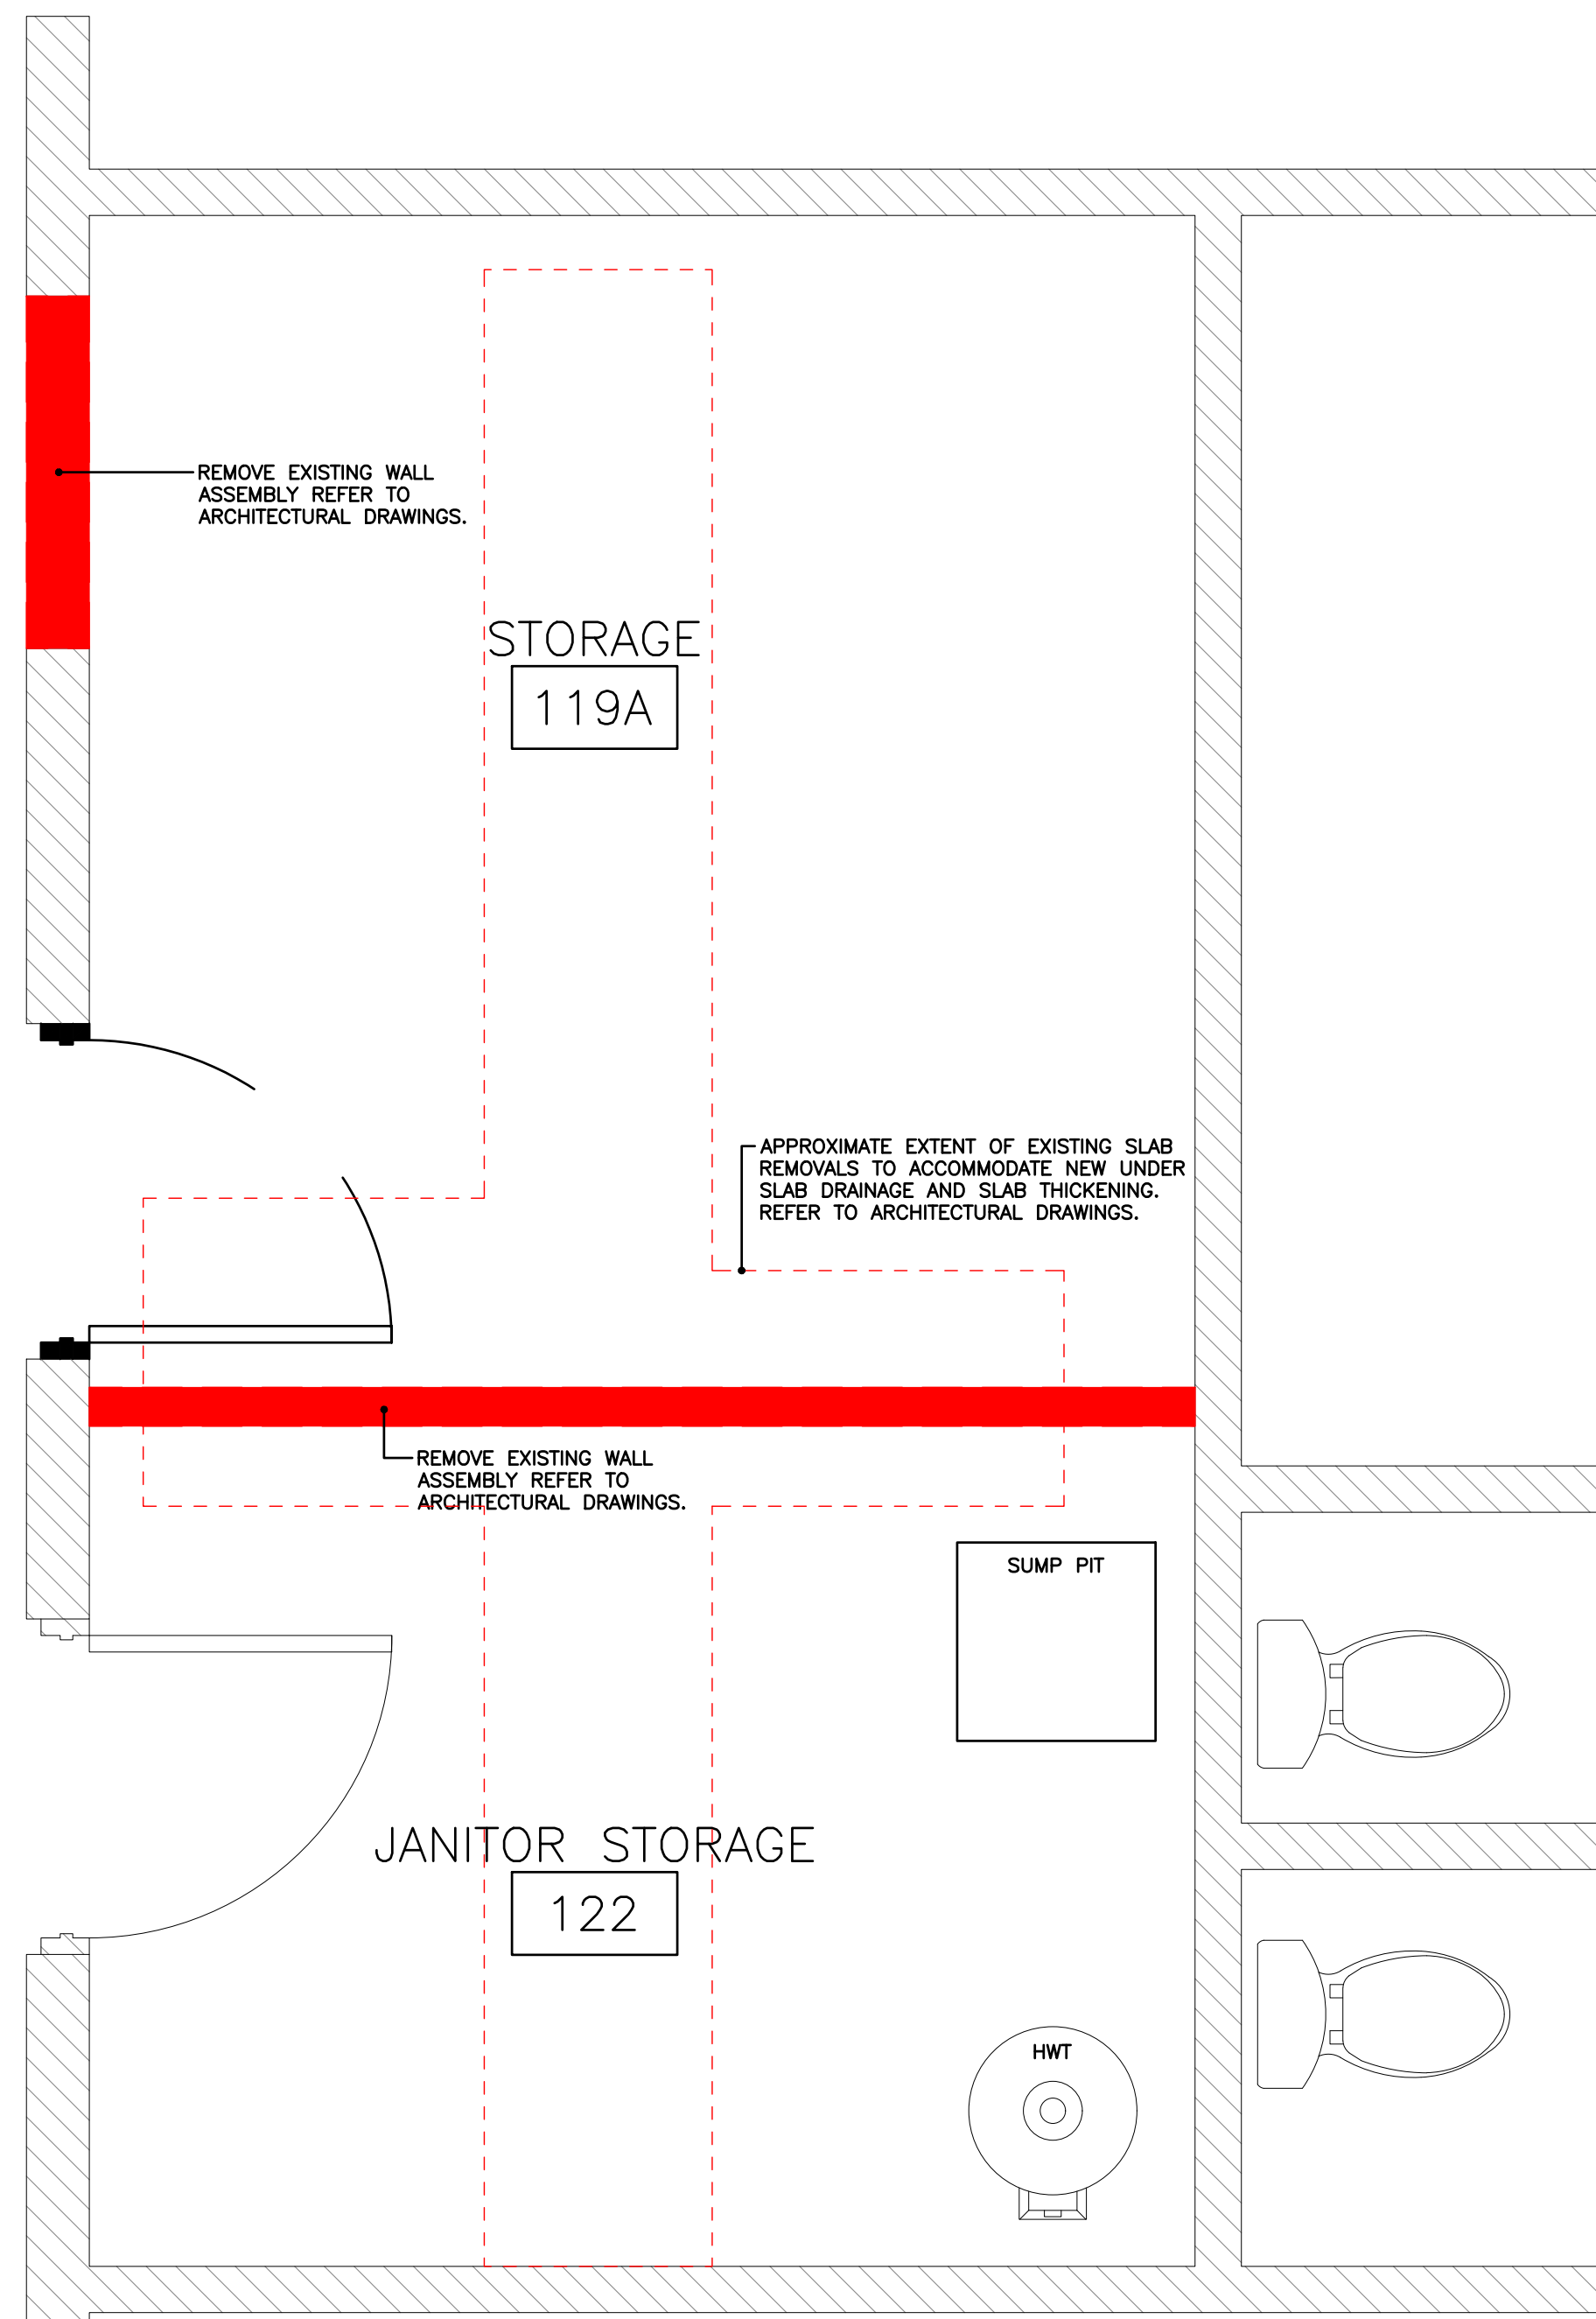 REMOVE EXISTING WALL
ASSEMBLY REFER TO
ARCHITECTURAL DRAWINGS.
STORAGE
119A
APPROXIMATE EXTENT OF EXISTING SLAB
REMOVALS TO ACCOMMODATE NEW UNDER
SLAB DRAINAGE AND SLAB THICKENING.
REFER TO ARCHITECTURAL DRAWINGS.
REMOVE EXISTING WALL
ASSEMBLY REFER TO
ARCHITECTURAL DRAWINGS.
SUMP PIT
JANITOR STORAGE
122
HWT